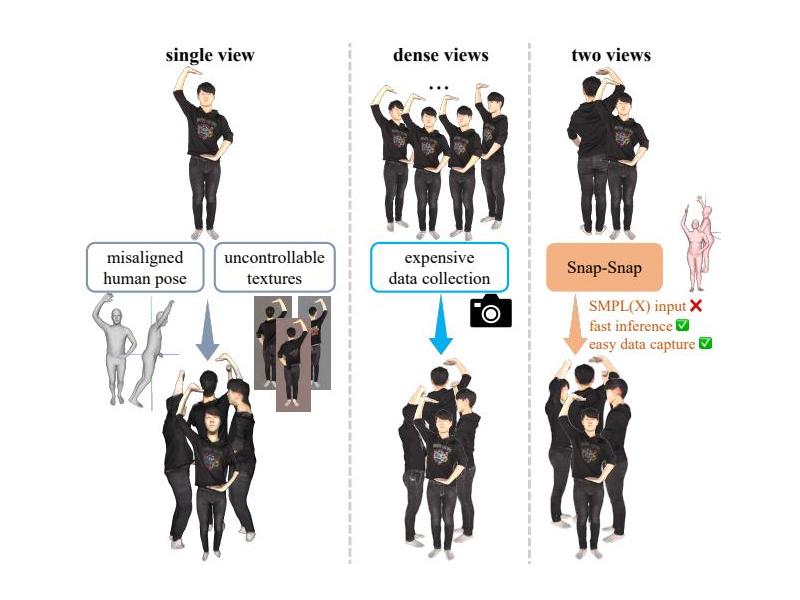 single view
dense views
two views
...
misaligned
human pose
uncontrollable
textures
expensive
data collection
Snap-Snap
SMPL(X) input ❌
fast inference ✅
easy data capture ✅